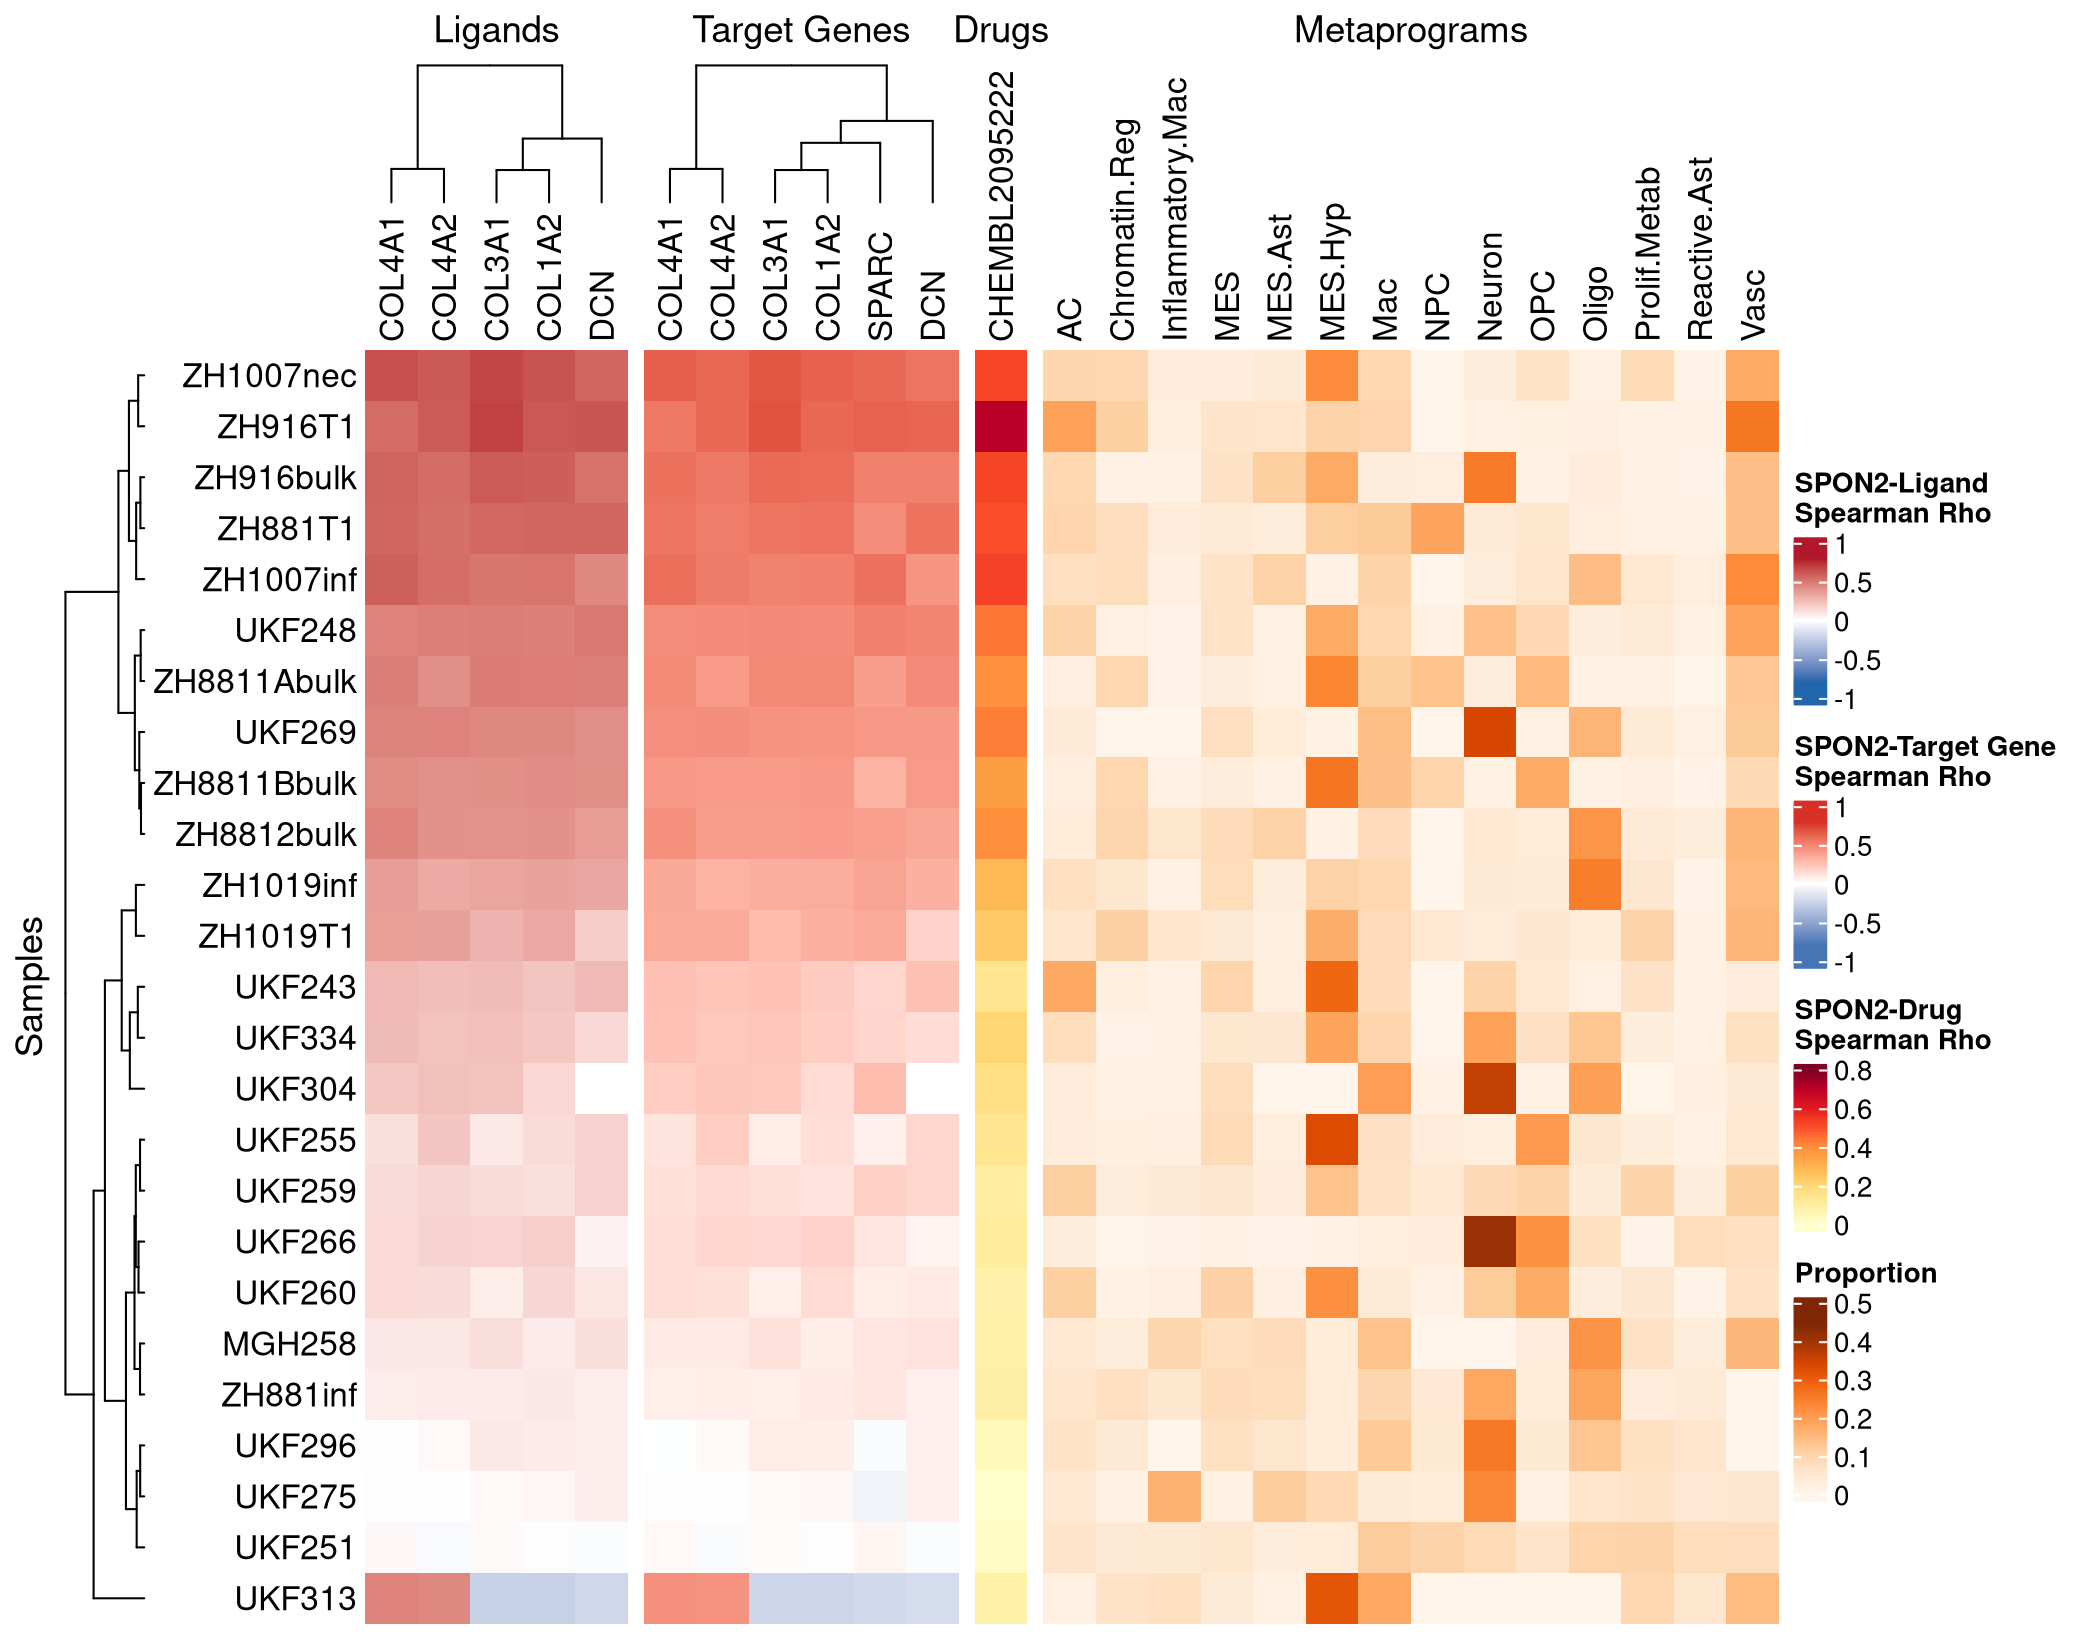 Ligands
Target Genes
Drugs
Metaprograms
COL4A1
COL4A2
COL3A1
COL1A2
DCN
COL4A1
COL4A2
COL3A1
COL1A2
SPARC
DCN
CHEMBL2095222
AC
Chromatin.Reg
Inflammatory.Mac
MES
MES.Ast
MES.Hyp
Mac
NPC
Neuron
OPC
Oligo
Prolif.Metab
Reactive.Ast
Vasc
Samples
ZH1007nec
ZH916T1
ZH916bulk
ZH881T1
ZH1007inf
UKF248
ZH8811Abulk
UKF269
ZH8811Bbulk
ZH8812bulk
ZH1019inf
ZH1019T1
UKF243
UKF334
UKF304
UKF255
UKF259
UKF266
UKF260
MGH258
ZH881inf
UKF296
UKF275
UKF251
UKF313
SPON2-Ligand
Spearman Rho
1
0.5
0
-0.5
-1
SPON2-Target Gene
Spearman Rho
1
0.5
0
-0.5
-1
SPON2-Drug
Spearman Rho
0.8
0.6
0.4
0.2
0
Proportion
0.5
0.4
0.3
0.2
0.1
0